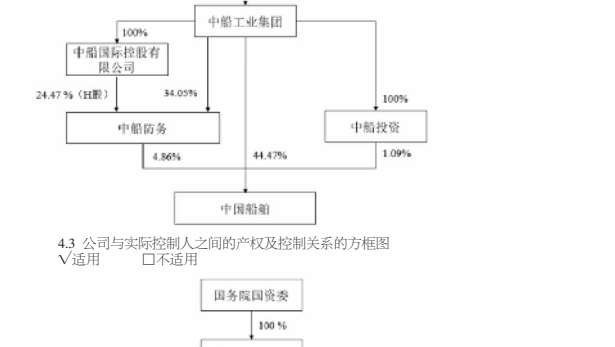 中船工业集团
100%
中船国际控股有
限公司
24.47 %（H股）
34.05%
100%
中船防务
中船投资
4.86%
44.47%
1.09%
中国船舶
4.3 公司与实际控制人之间的产权及控制关系的方框图
√适用 □不适用
国务院国资委
100 %